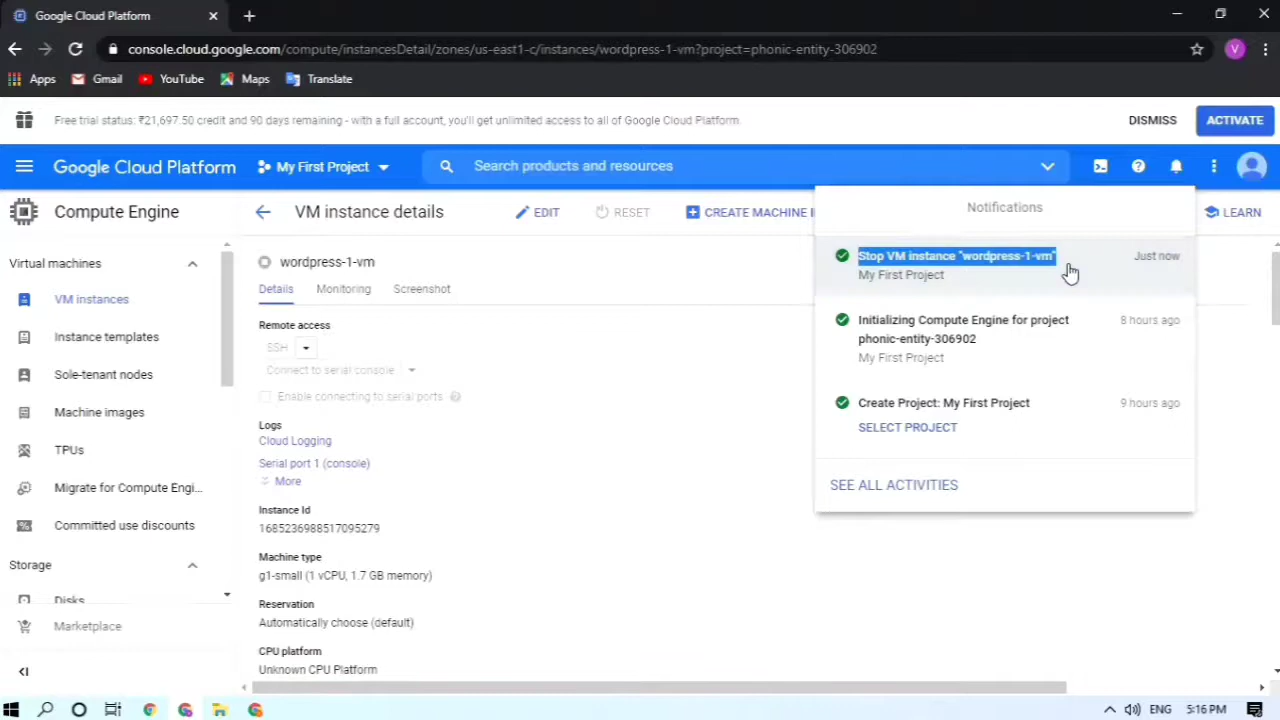 Google Cloud Platform
console.cloud.google.com/compute/instancesDetail/zones/us-east1-c/instances/wordpress-1-vm?project=phonic-entity-306902
V
Apps Gmail YouTube Maps Translate
Free trial status: ₹21,697.50 credit and 90 days remaining - with a full account, you'll get unlimited access to all of Google Cloud Platform.
DISMISS ACTIVATE
Google Cloud Platform My First Project Search products and resources
Compute Engine
Virtual machines
VM instances
Instance templates
Sole-tenant nodes
Machine images
TPUs
Migrate for Compute Engi...
Committed use discounts
Storage
Disks
Marketplace
VM instance details EDIT RESET CREATE MACHINE I LEARN
wordpress-1-vm
Details Monitoring Screenshot
Remote access
SSH
Connect to serial console
Enable connecting to serial ports
Logs
Cloud Logging
Serial port 1 (console)
More
Instance Id
1685236988517095279
Machine type
g1-small (1 vCPU, 1.7 GB memory)
Reservation
Automatically choose (default)
CPU platform
Unknown CPU Platform
Notifications
Stop VM instance "wordpress-1-vm" Just now
My First Project
Initializing Compute Engine for project 8 hours ago
phonic-entity-306902
My First Project
Create Project: My First Project 9 hours ago
SELECT PROJECT
SEE ALL ACTIVITIES
ENG 5:16 PM